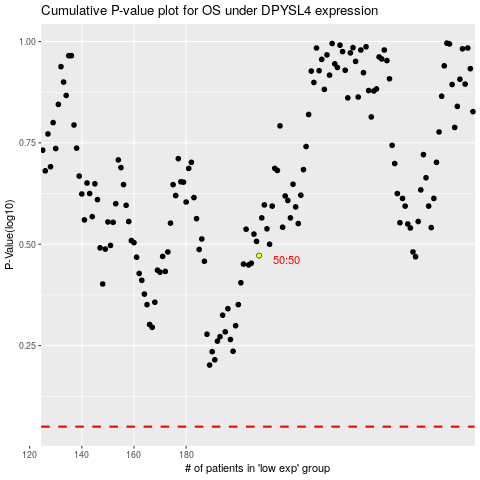 Cumulative P-value plot for OS under DPYSL4 expression
P-Value(log10)
1.00
0.75
0.50
0.25
50:50
120 140 160 180
# of patients in 'low exp' group